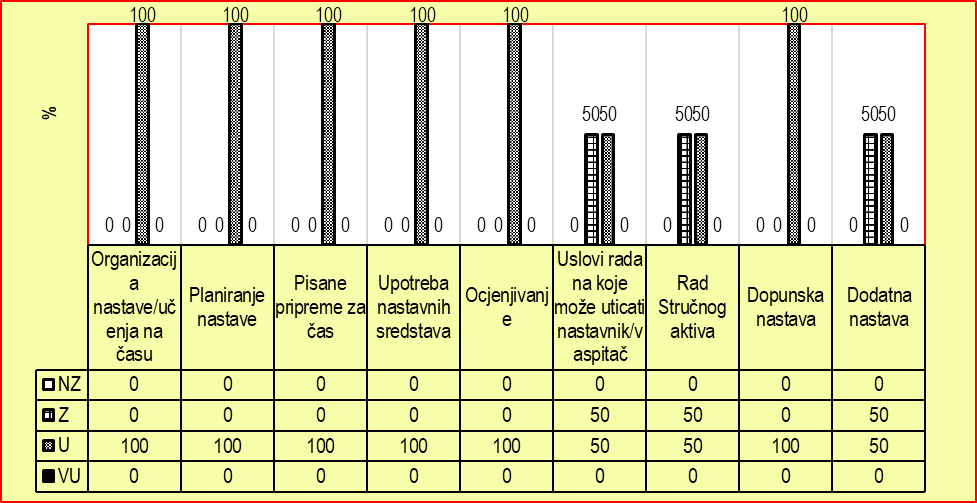 100 100 100 100 100 100
%
5050 5050 5050
0 0 0 0 0 0 0 0 0 0 0 0 0 0 0 0 0 0 0 0 0 0 0
Organizacij
a
nastave/uč
enja na
času
Planiranje
nastave
Pisane
pripreme za
čas
Upotreba
nastavnih
sredstava
Ocjenjivanj
e
Uslovi rada
na koje
može uticati
nastavnik/v
aspitač
Rad
Stručnog
aktiva
Dopunska
nastava
Dodatna
nastava
NZ 0 0 0 0 0 0 0 0 0
Z 0 0 0 0 0 50 50 0 50
U 100 100 100 100 100 50 50 100 50
VU 0 0 0 0 0 0 0 0 0